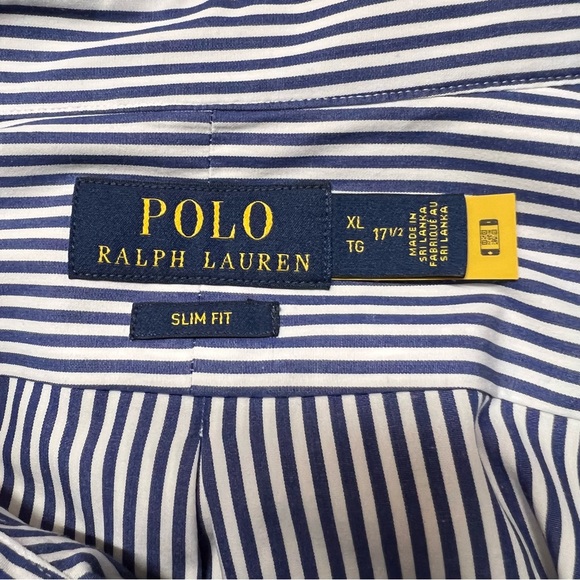 POLO
RALPH LAUREN
XL
TG
17 1/2
MADE IN
SRI LANKA
FABRIQUÉ AU
SRI LANKA
SLIM FIT